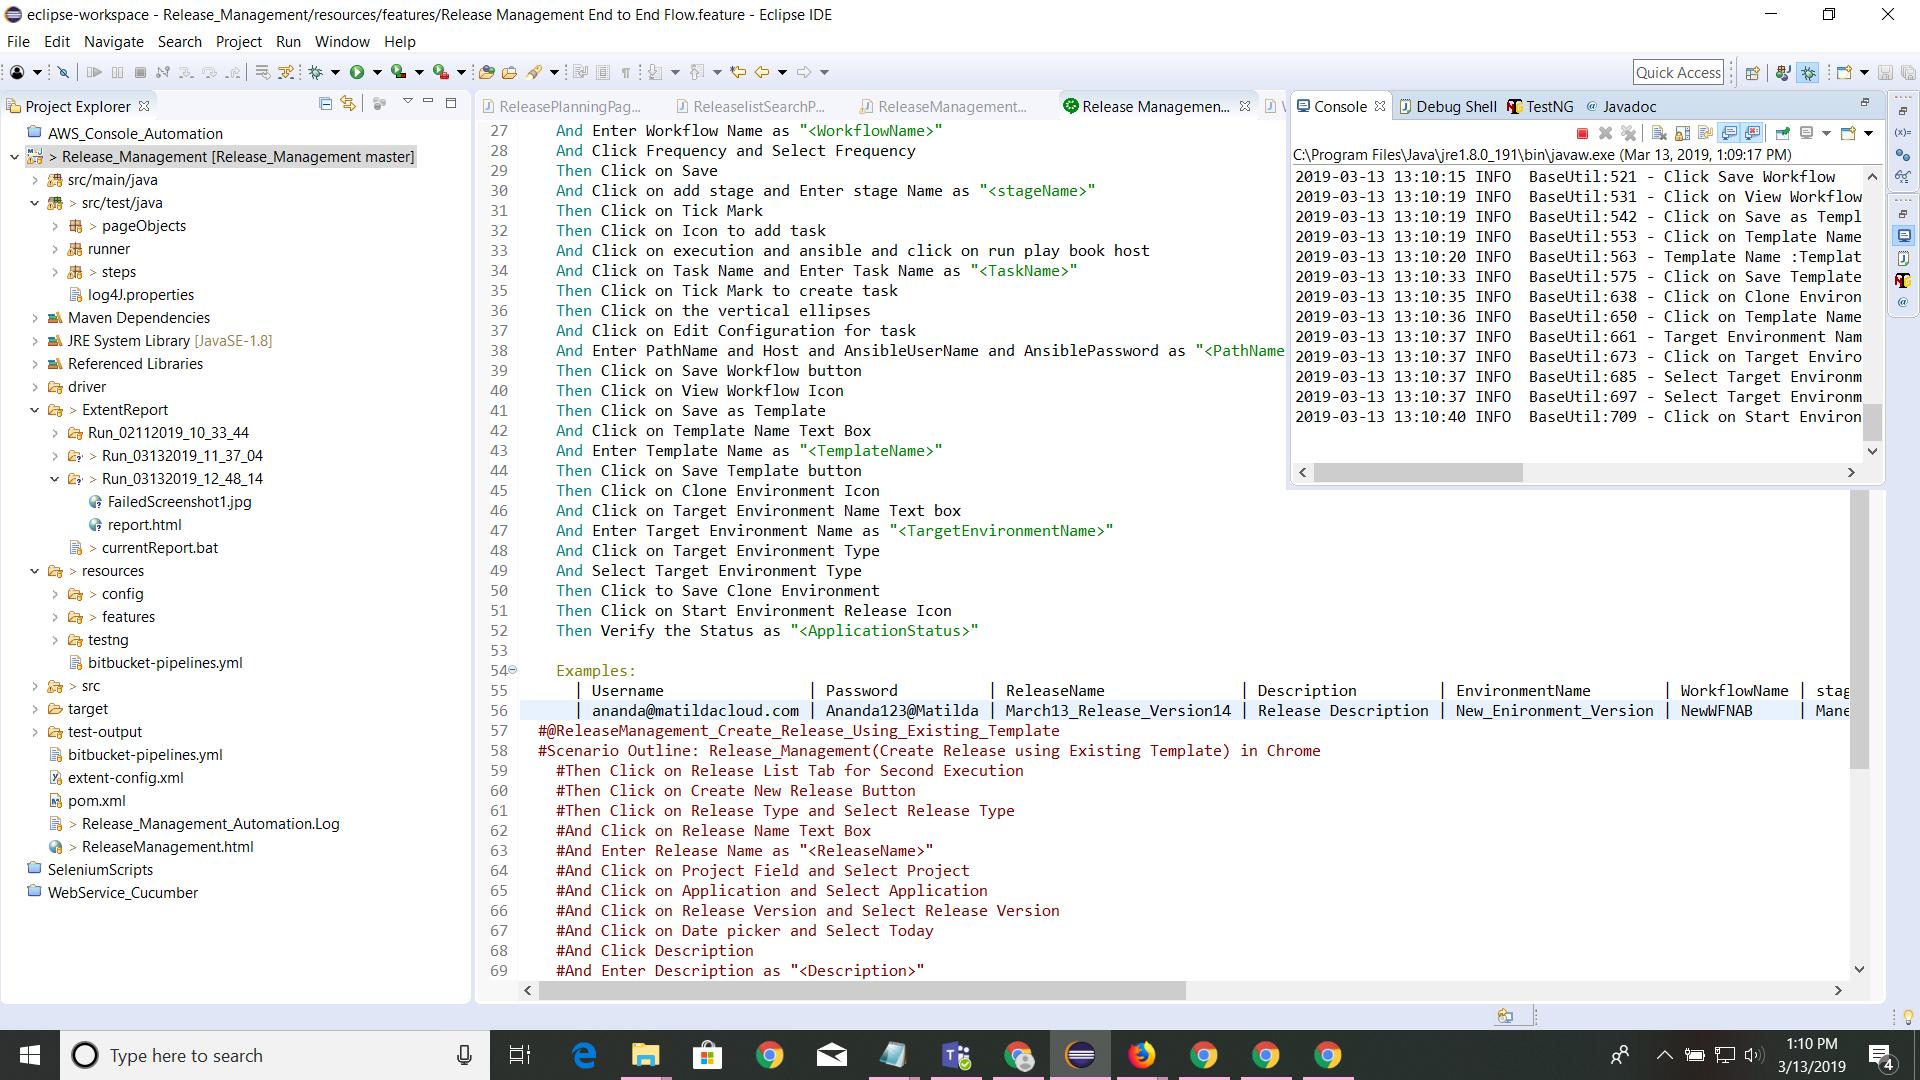 eclipse-workspace - Release_Management/resources/features/Release Management End to End Flow.feature - Eclipse IDE
File Edit Navigate Search Project Run Window Help
Quick Access
Project Explorer
AWS_Console_Automation
> Release_Management [Release_Management master]
src/main/java
> src/test/java
> pageObjects
runner
> steps
log4J.properties
Maven Dependencies
JRE System Library [JavaSE-1.8]
Referenced Libraries
driver
> ExtentReport
Run_02112019_10_33_44
> Run_03132019_11_37_04
> Run_03132019_12_48_14
FailedScreenshot1.jpg
report.html
> currentReport.bat
> resources
> config
> features
testng
bitbucket-pipelines.yml
> src
> target
> test-output
bitbucket-pipelines.yml
extent-config.xml
pom.xml
> Release_Management_Automation.Log
> ReleaseManagement.html
SeleniumScripts
WebService_Cucumber
ReleasePlanningPag... ReleaselistSearchP... ReleaseManagement... Release Managemen...
27 And Enter Workflow Name as "<WorkflowName>"
28 And Click Frequency and Select Frequency
29 Then Click on Save
30 And Click on add stage and Enter stage Name as "<stageName>"
31 Then Click on Tick Mark
32 Then Click on Icon to add task
33 And Click on execution and ansible and click on run play book host
34 And Click on Task Name and Enter Task Name as "<TaskName>"
35 Then Click on Tick Mark to create task
36 Then Click on the vertical ellipses
37 And Click on Edit Configuration for task
38 And Enter PathName and Host and AnsibleUserName and AnsiblePassword as "<PathName
39 Then Click on Save Workflow button
40 Then Click on View Workflow Icon
41 Then Click on Save as Template
42 And Click on Template Name Text Box
43 And Enter Template Name as "<TemplateName>"
44 Then Click on Save Template button
45 Then Click on Clone Environment Icon
46 And Click on Target Environment Name Text box
47 And Enter Target Environment Name as "<TargetEnvironmentName>"
48 And Click on Target Environment Type
49 And Select Target Environment Type
50 Then Click to Save Clone Environment
51 Then Click on Start Environment Release Icon
52 Then Verify the Status as "<ApplicationStatus>"
53
54 Examples:
55 | Username | Password | ReleaseName | Description | EnvironmentName | WorkflowName | stag
56 | ananda@matildacloud.com | Ananda123@Matilda | March13_Release_Version14 | Release Description | New_Enironment_Version | NewWFNAB | Mane
57 #@ReleaseManagement_Create_Release_Using_Existing_Template
58 #Scenario Outline: Release_Management(Create Release using Existing Template) in Chrome
59 #Then Click on Release List Tab for Second Execution
60 #Then Click on Create New Release Button
61 #Then Click on Release Type and Select Release Type
62 #And Click on Release Name Text Box
63 #And Enter Release Name as "<ReleaseName>"
64 #And Click on Project Field and Select Project
65 #And Click on Application and Select Application
66 #And Click on Release Version and Select Release Version
67 #And Click on Date picker and Select Today
68 #And Click Description
69 #And Enter Description as "<Description>"
Console Debug Shell TestNG Javadoc
C:\Program Files\Java\jre1.8.0_191\bin\javaw.exe (Mar 13, 2019, 1:09:17 PM)
2019-03-13 13:10:15 INFO BaseUtil:521 - Click Save Workflow
2019-03-13 13:10:19 INFO BaseUtil:531 - Click on View Workflow
2019-03-13 13:10:19 INFO BaseUtil:542 - Click on Save as Templ
2019-03-13 13:10:19 INFO BaseUtil:553 - Click on Template Name
2019-03-13 13:10:20 INFO BaseUtil:563 - Template Name :Templat
2019-03-13 13:10:33 INFO BaseUtil:575 - Click on Save Template
2019-03-13 13:10:35 INFO BaseUtil:638 - Click on Clone Environ
2019-03-13 13:10:36 INFO BaseUtil:650 - Click on Template Name
2019-03-13 13:10:37 INFO BaseUtil:661 - Target Environment Nam
2019-03-13 13:10:37 INFO BaseUtil:673 - Click on Target Enviro
2019-03-13 13:10:37 INFO BaseUtil:685 - Select Target Environm
2019-03-13 13:10:37 INFO BaseUtil:697 - Select Target Environm
2019-03-13 13:10:40 INFO BaseUtil:709 - Click on Start Environ
Type here to search
1:10 PM
3/13/2019
4